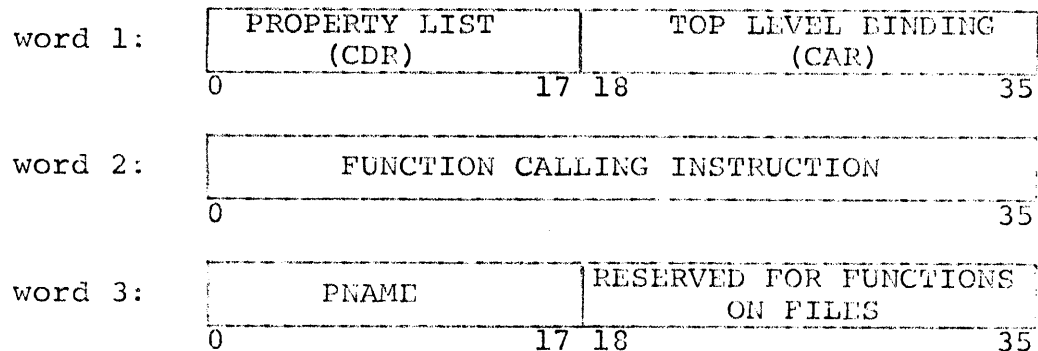 PROPERTY LIST TOP LEVEL BINDING
word 1:
(CDR) (CAR)
0 17 18 35
word 2: FUNCTION CALLING INSTRUCTION
0 35
RESERVED FOR FUNCTIONS
word 3: PNAME
ON FILES
0 17 18 35